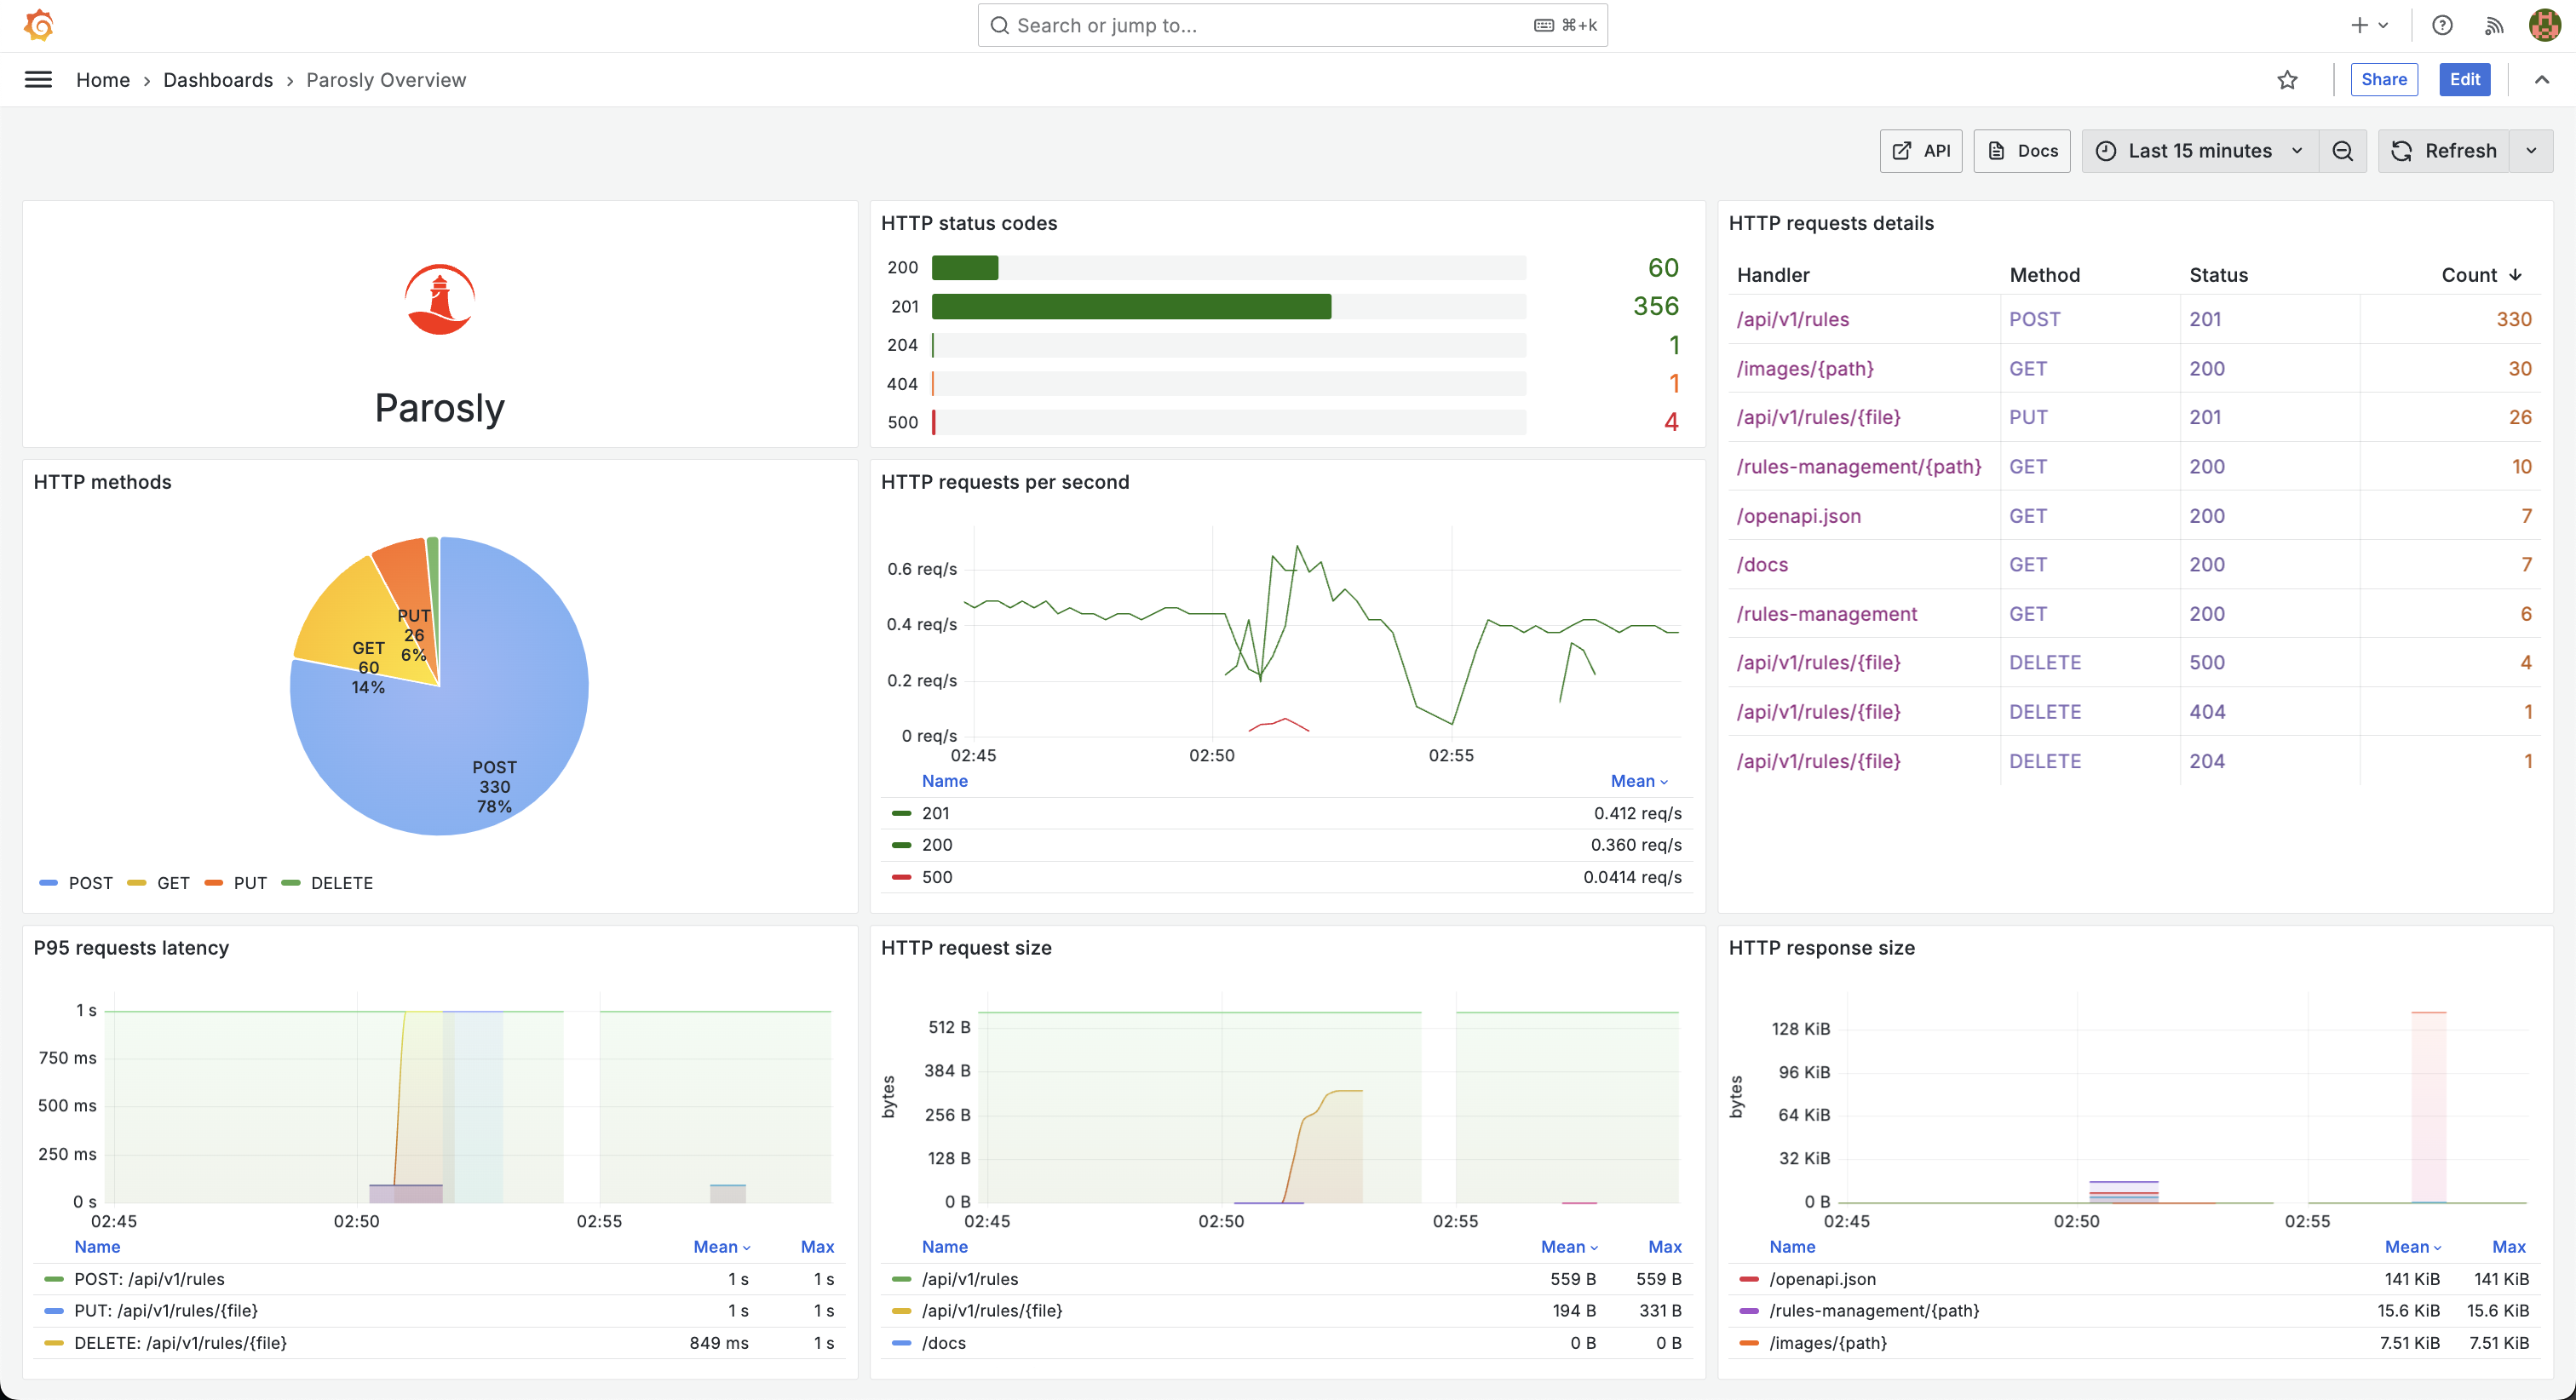 Search or jump to...
⌘+k
Home › Dashboards › Parosly Overview
Share
Edit
API
Docs
Last 15 minutes
Refresh
Parosly
HTTP status codes
200 60
201 356
204 1
404 1
500 4
HTTP requests details
Handler Method Status Count
/api/v1/rules POST 201 330
/images/{path} GET 200 30
/api/v1/rules/{file} PUT 201 26
/rules-management/{path} GET 200 10
/openapi.json GET 200 7
/docs GET 200 7
/rules-management GET 200 6
/api/v1/rules/{file} DELETE 500 4
/api/v1/rules/{file} DELETE 404 1
/api/v1/rules/{file} DELETE 204 1
HTTP methods
PUT
26
6%
GET
60
14%
POST
330
78%
POST GET PUT DELETE
HTTP requests per second
0.6 req/s
0.4 req/s
0.2 req/s
0 req/s
02:45 02:50 02:55
Name Mean
201 0.412 req/s
200 0.360 req/s
500 0.0414 req/s
P95 requests latency
1 s
750 ms
500 ms
250 ms
0 s
02:45 02:50 02:55
Name Mean Max
POST: /api/v1/rules 1 s 1 s
PUT: /api/v1/rules/{file} 1 s 1 s
DELETE: /api/v1/rules/{file} 849 ms 1 s
HTTP request size
bytes
512 B
384 B
256 B
128 B
0 B
02:45 02:50 02:55
Name Mean Max
/api/v1/rules 559 B 559 B
/api/v1/rules/{file} 194 B 331 B
/docs 0 B 0 B
HTTP response size
bytes
128 KiB
96 KiB
64 KiB
32 KiB
0 B
02:45 02:50 02:55
Name Mean Max
/openapi.json 141 KiB 141 KiB
/rules-management/{path} 15.6 KiB 15.6 KiB
/images/{path} 7.51 KiB 7.51 KiB